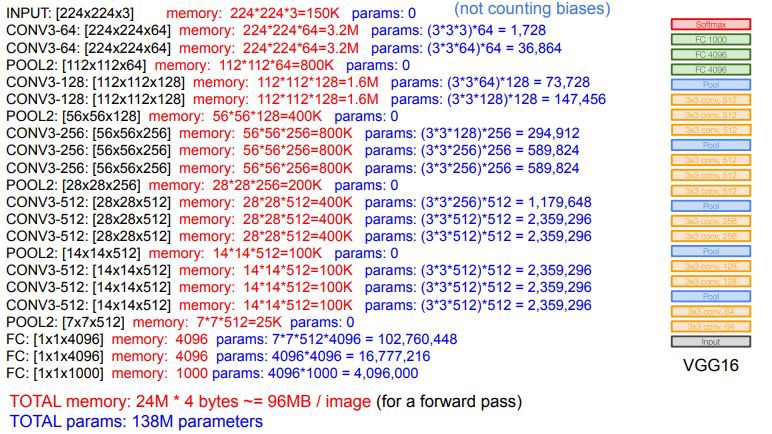 (not counting biases)
INPUT: [224x224x3] memory: 224*224*3=150K params: 0
CONV3-64: [224x224x64] memory: 224*224*64=3.2M params: (3*3*3)*64 = 1,728
CONV3-64: [224x224x64] memory: 224*224*64=3.2M params: (3*3*64)*64 = 36,864
POOL2: [112x112x64] memory: 112*112*64=800K params: 0
CONV3-128: [112x112x128] memory: 112*112*128=1.6M params: (3*3*64)*128 = 73,728
CONV3-128: [112x112x128] memory: 112*112*128=1.6M params: (3*3*128)*128 = 147,456
POOL2: [56x56x128] memory: 56*56*128=400K params: 0
CONV3-256: [56x56x256] memory: 56*56*256=800K params: (3*3*128)*256 = 294,912
CONV3-256: [56x56x256] memory: 56*56*256=800K params: (3*3*256)*256 = 589,824
CONV3-256: [56x56x256] memory: 56*56*256=800K params: (3*3*256)*256 = 589,824
POOL2: [28x28x256] memory: 28*28*256=200K params: 0
CONV3-512: [28x28x512] memory: 28*28*512=400K params: (3*3*256)*512 = 1,179,648
CONV3-512: [28x28x512] memory: 28*28*512=400K params: (3*3*512)*512 = 2,359,296
CONV3-512: [28x28x512] memory: 28*28*512=400K params: (3*3*512)*512 = 2,359,296
POOL2: [14x14x512] memory: 14*14*512=100K params: 0
CONV3-512: [14x14x512] memory: 14*14*512=100K params: (3*3*512)*512 = 2,359,296
CONV3-512: [14x14x512] memory: 14*14*512=100K params: (3*3*512)*512 = 2,359,296
CONV3-512: [14x14x512] memory: 14*14*512=100K params: (3*3*512)*512 = 2,359,296
POOL2: [7x7x512] memory: 7*7*512=25K params: 0
FC: [1x1x4096] memory: 4096 params: 7*7*512*4096 = 102,760,448
FC: [1x1x4096] memory: 4096 params: 4096*4096 = 16,777,216
FC: [1x1x1000] memory: 1000 params: 4096*1000 = 4,096,000
TOTAL memory: 24M * 4 bytes ~= 96MB / image (for a forward pass)
TOTAL params: 138M parameters
Softmax
FC 1000
FC 4096
FC 4096
Pool
3x3 conv, 512
3x3 conv, 512
3x3 conv, 512
Pool
3x3 conv, 512
3x3 conv, 512
3x3 conv, 512
Pool
3x3 conv, 256
3x3 conv, 256
Pool
3x3 conv, 128
3x3 conv, 128
Pool
3x3 conv, 64
3x3 conv, 64
Input
VGG16